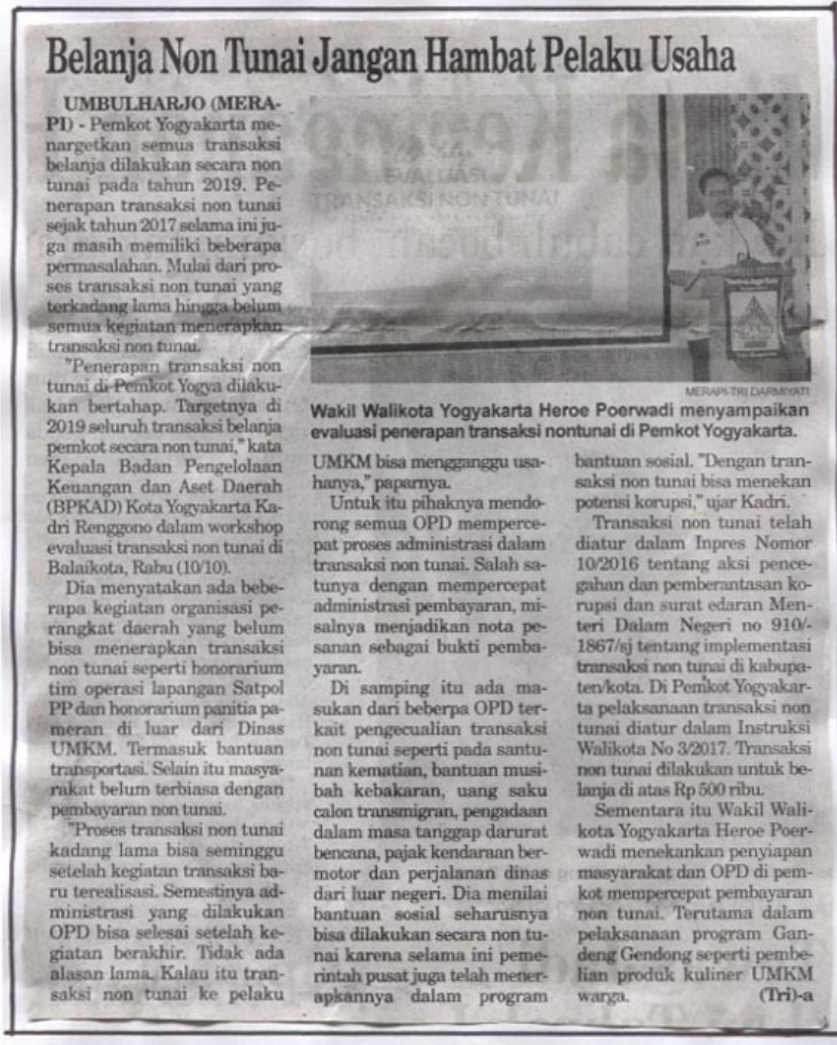 Belanja Non Tunai Jangan Hambat Pelaku Usaha
UMBULHARJO (MERA-
PI) - Pemkot Yogyakarta me-
nargetkan semua transaksi
belanja dilakukan secara non
tunai pada tahun 2019. Pe-
nerapan transaksi non tunai
sejak tahun 2017 selama ini ju-
ga masih memiliki beberapa
permasalahan. Mulai dari pro-
ses transaksi non tunai yang
terkadang lama hingga belum
semua kegiatan menerapkan
transaksi non tunai.
"Penerapan transaksi non
tunai di Pemkot Yogya dilaku-
kan bertahap. Targetnya di
2019 seluruh transaksi belanja
pemkot secara non tunai," kata
Kepala Badan Pengelolaan
Keuangan dan Aset Daerah
(BPKAD) Kota Yogyakarta Ka-
dri Renggono dalam workshop
evaluasi transaksi non tunai di
Balaikota, Rabu (10/10).
Dia menyatakan ada bebe-
rapa kegiatan organisasi pe-
rangkat daerah yang belum
bisa menerapkan transaksi
non tunai seperti honorarium
tim operasi lapangan Satpol
PP dan honorarium panitia pa-
meran di luar dari Dinas
UMKM. Termasuk bantuan
transportasi. Selain itu masya-
rakat belum terbiasa dengan
pembayaran non tunai.
"Proses transaksi non tunai
kadang lama bisa seminggu
setelah kegiatan transaksi ba-
ru terealisasi. Semestinya ad-
ministrasi yang dilakukan
OPD bisa selesai setelah ke-
giatan berakhir. Tidak ada
alasan lama. Kalau itu tran-
saksi non tunai ke pelaku
EVALUASI
TRANSAKSI NON TUNAI
MERAPI-TRI DARMIYATI
Wakil Walikota Yogyakarta Heroe Poerwadi menyampaikan
evaluasi penerapan transaksi nontunai di Pemkot Yogyakarta.
UMKM bisa mengganggu usa-
hanya," paparnya.
Untuk itu pihaknya mendo-
rong semua OPD memperce-
pat proses administrasi dalam
transaksi non tunai. Salah sa-
tunya dengan mempercepat
administrasi pembayaran, mi-
salnya menjadikan nota pe-
sanan sebagai bukti pemba-
yaran.
Di samping itu ada ma-
sukan dari beberpa OPD ter-
kait pengecualian transaksi
non tunai seperti pada santu-
nan kematian, bantuan musi-
bah kebakaran, uang saku
calon transmigran, pengadaan
dalam masa tanggap darurat
bencana, pajak kendaraan ber-
motor dan perjalanan dinas
dari luar negeri. Dia menilai
bantuan sosial seharusnya
bisa dilakukan secara non tu-
nai karena selama ini peme-
rintah pusat juga telah mener-
apkannya dalam program
bantuan sosial. "Dengan tran-
saksi non tunai bisa menekan
potensi korupsi," ujar Kadri.
Transaksi non tunai telah
diatur dalam Inpres Nomor
10/2016 tentang aksi pence-
gahan dan pemberantasan ko-
rupsi dan surat edaran Men-
teri Dalam Negeri no 910/-
1867/sj tentang implementasi
transaksi non tunai di kabupa-
ten/kota. Di Pemkot Yogyakar-
ta pelaksanaan transaksi non
tunai diatur dalam Instruksi
Walikota No 3/2017. Transaksi
non tunai dilakukan untuk be-
lanja di atas Rp 500 ribu.
Sementara itu Wakil Wali-
kota Yogyakarta Heroe Poer-
wadi menekankan penyiapan
masyarakat dan OPD di pem-
kot mempercepat pembayaran
non tunai. Terutama dalam
pelaksanaan program Gan-
deng Gendong seperti pembe-
lian produk kuliner UMKM
warga. (Tri)-a